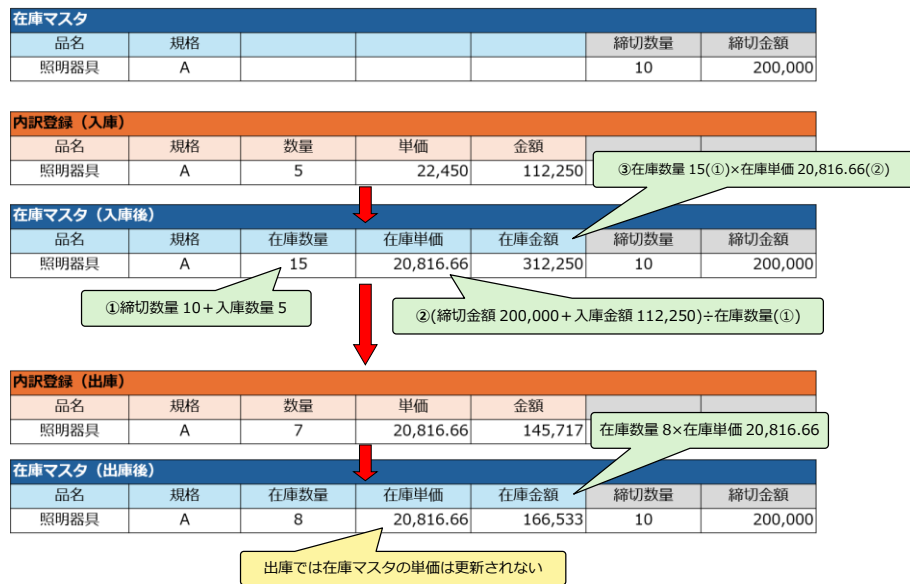 在庫マスタ
品名 規格 締切数量 締切金額
照明器具 A 10 200,000
内訳登録（入庫）
品名 規格 数量 単価 金額
照明器具 A 5 22,450 112,250
③在庫数量 15(①)×在庫単価 20,816.66(②)
在庫マスタ（入庫後）
品名 規格 在庫数量 在庫単価 在庫金額 締切数量 締切金額
照明器具 A 15 20,816.66 312,250 10 200,000
①締切数量 10＋入庫数量 5
②(締切金額 200,000＋入庫金額 112,250)÷在庫数量(①)
内訳登録（出庫）
品名 規格 数量 単価 金額
照明器具 A 7 20,816.66 145,717
在庫数量 8×在庫単価 20,816.66
在庫マスタ（出庫後）
品名 規格 在庫数量 在庫単価 在庫金額 締切数量 締切金額
照明器具 A 8 20,816.66 166,533 10 200,000
出庫では在庫マスタの単価は更新されない